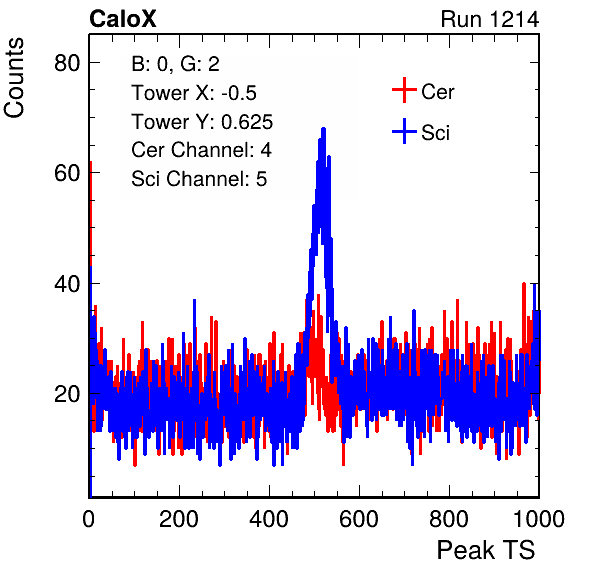 CaloX
Run 1214
Counts
B: 0, G: 2
Tower X: -0.5
Tower Y: 0.625
Cer Channel: 4
Sci Channel: 5
Cer
Sci
80
60
40
20
0 200 400 600 800 1000
Peak TS